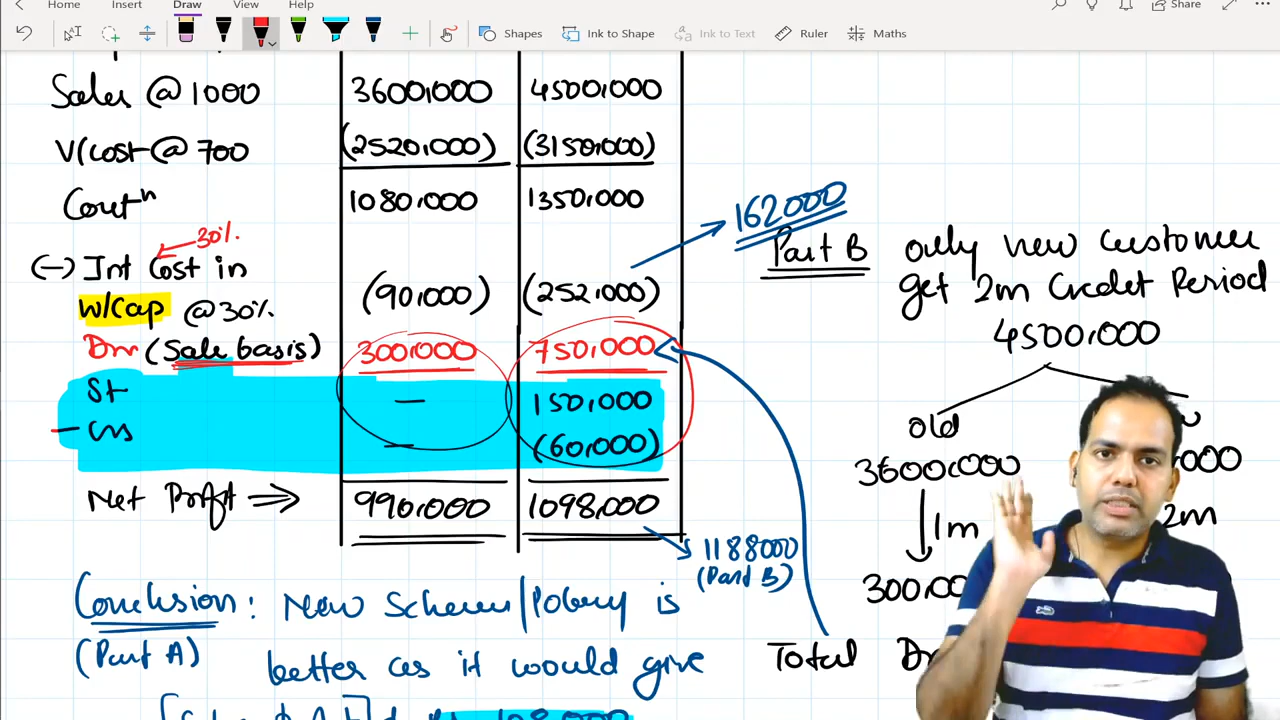 Home Insert Draw View Help
Share
Shapes Ink to Shape Ink to Text Ruler Maths
Sales @ 1000 3600,000 4500,000
V/cost @ 700 (2520,000) (3150,000)
Contn 1080,000 1350,000
30%
162000
(-) Int Cost in
W/Cap @30% (90,000) (252,000)
Dr (Sale basis) 300,000 750,000
St — 150,000
— Crs — (60,000)
Net Profit ⇒ 990,000 1098,000
1188000
(Part B)
Part B only new customer
get 2m Credit Period
4500,000
Old
3600,000 000
1m 2m
300,00
Total
Conclusion: New Scheme/Policy is
(Part A) better as it would give
108,000